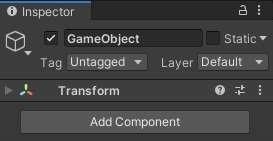 Inspector
GameObject
Static
Tag Untagged Layer Default
Transform
Add Component